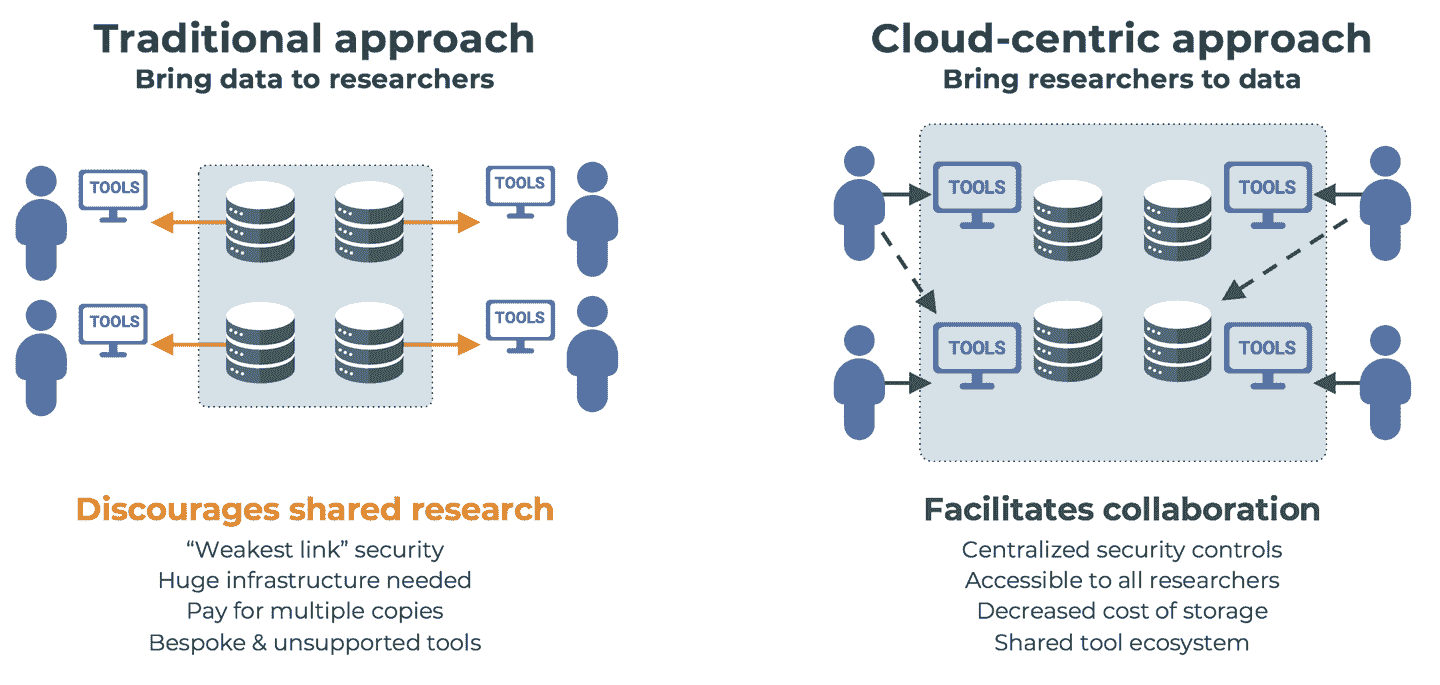 Traditional approach
Bring data to researchers
TOOLS
TOOLS
TOOLS
TOOLS
Discourages shared research
“Weakest link” security
Huge infrastructure needed
Pay for multiple copies
Bespoke & unsupported tools
Cloud-centric approach
Bring researchers to data
TOOLS
TOOLS
TOOLS
TOOLS
Facilitates collaboration
Centralized security controls
Accessible to all researchers
Decreased cost of storage
Shared tool ecosystem